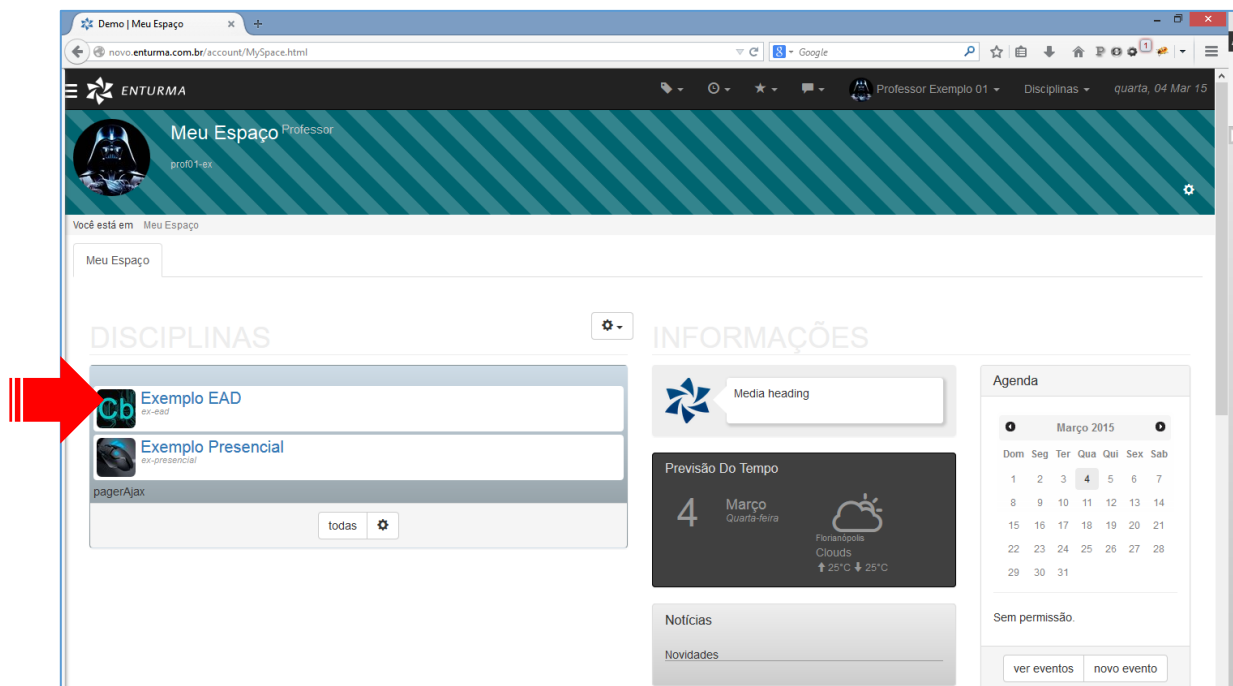 Demo | Meu Espaço × +
novo.enturma.com.br/account/MySpace.html
Google
1
ENTURMA
Professor Exemplo 01
Disciplinas
quarta, 04 Mar 15
Meu Espaço Professor
prof01-ex
Você está em Meu Espaço
Meu Espaço
DISCIPLINAS
Cb
Exemplo EAD
ex-ead
Exemplo Presencial
ex-presencial
pagerAjax
todas
INFORMAÇÕES
Media heading
Previsão Do Tempo
4
Março
Quarta-feira
Florianópolis
Clouds
25°C 25°C
Notícias
Novidades
Agenda
Março 2015
Dom Seg Ter Qua Qui Sex Sab
1 2 3 4 5 6 7
8 9 10 11 12 13 14
15 16 17 18 19 20 21
22 23 24 25 26 27 28
29 30 31
Sem permissão.
ver eventos novo evento